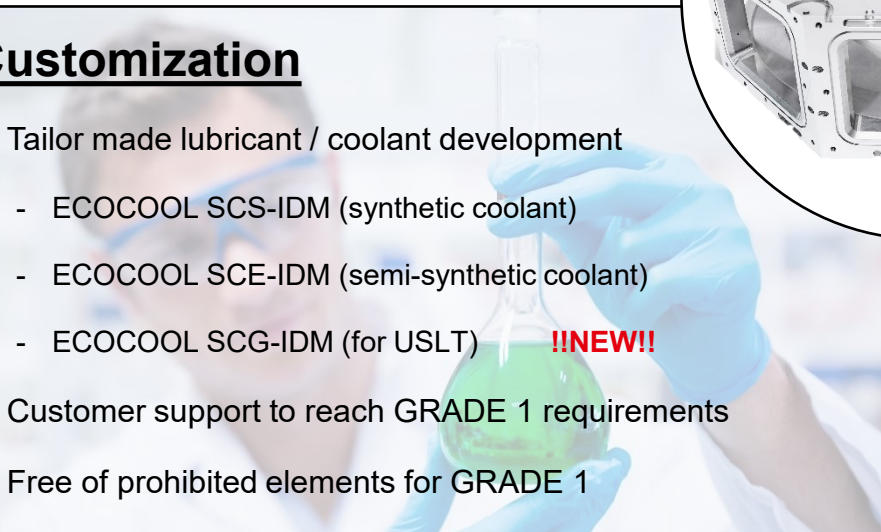 Customization
Tailor made lubricant / coolant development
- ECOCOOL SCS-IDM (synthetic coolant)
- ECOCOOL SCE-IDM (semi-synthetic coolant)
- ECOCOOL SCG-IDM (for USLT) !!NEW!!
Customer support to reach GRADE 1 requirements
Free of prohibited elements for GRADE 1